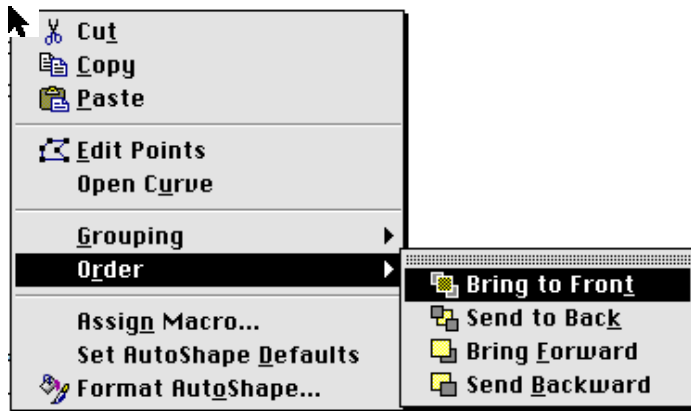 Cut
Copy
Paste
Edit Points
Open Curve
Grouping
Order
Assign Macro...
Set AutoShape Defaults
Format AutoShape...
Bring to Front
Send to Back
Bring Forward
Send Backward